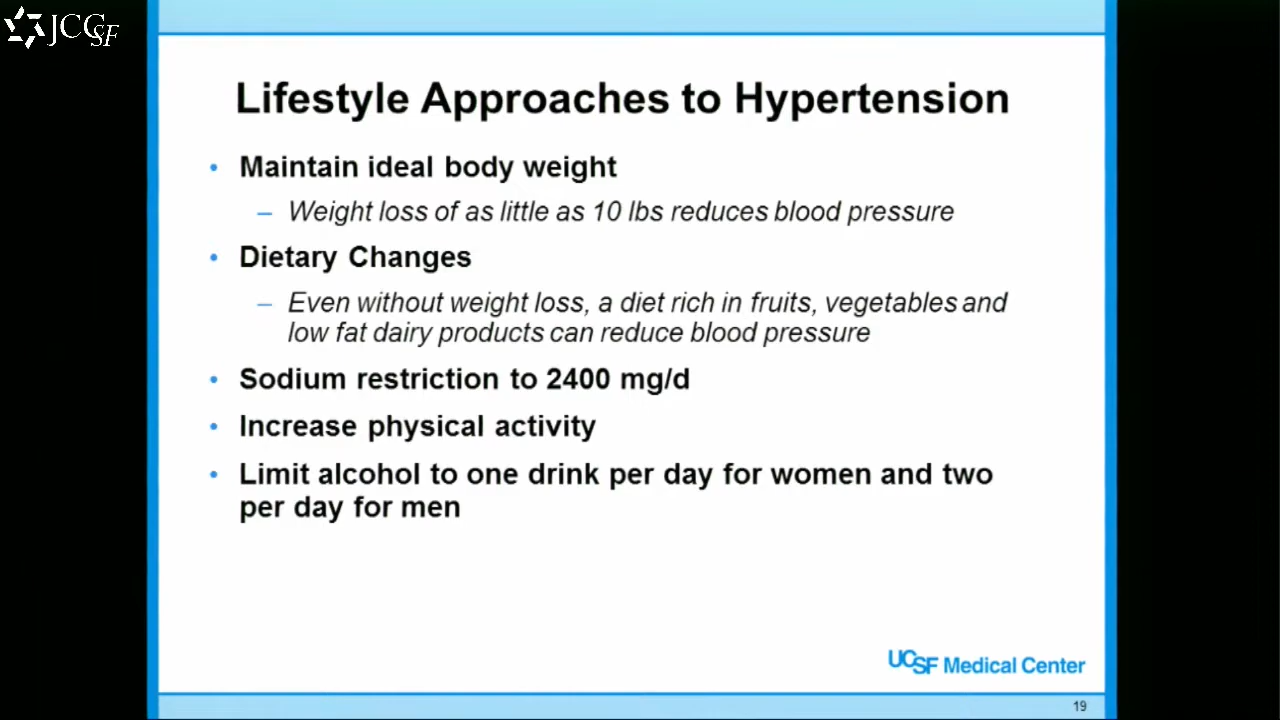 JCCSF
Lifestyle Approaches to Hypertension
• Maintain ideal body weight
– Weight loss of as little as 10 lbs reduces blood pressure
• Dietary Changes
– Even without weight loss, a diet rich in fruits, vegetables and
low fat dairy products can reduce blood pressure
• Sodium restriction to 2400 mg/d
• Increase physical activity
• Limit alcohol to one drink per day for women and two
per day for men
UCSF Medical Center
19